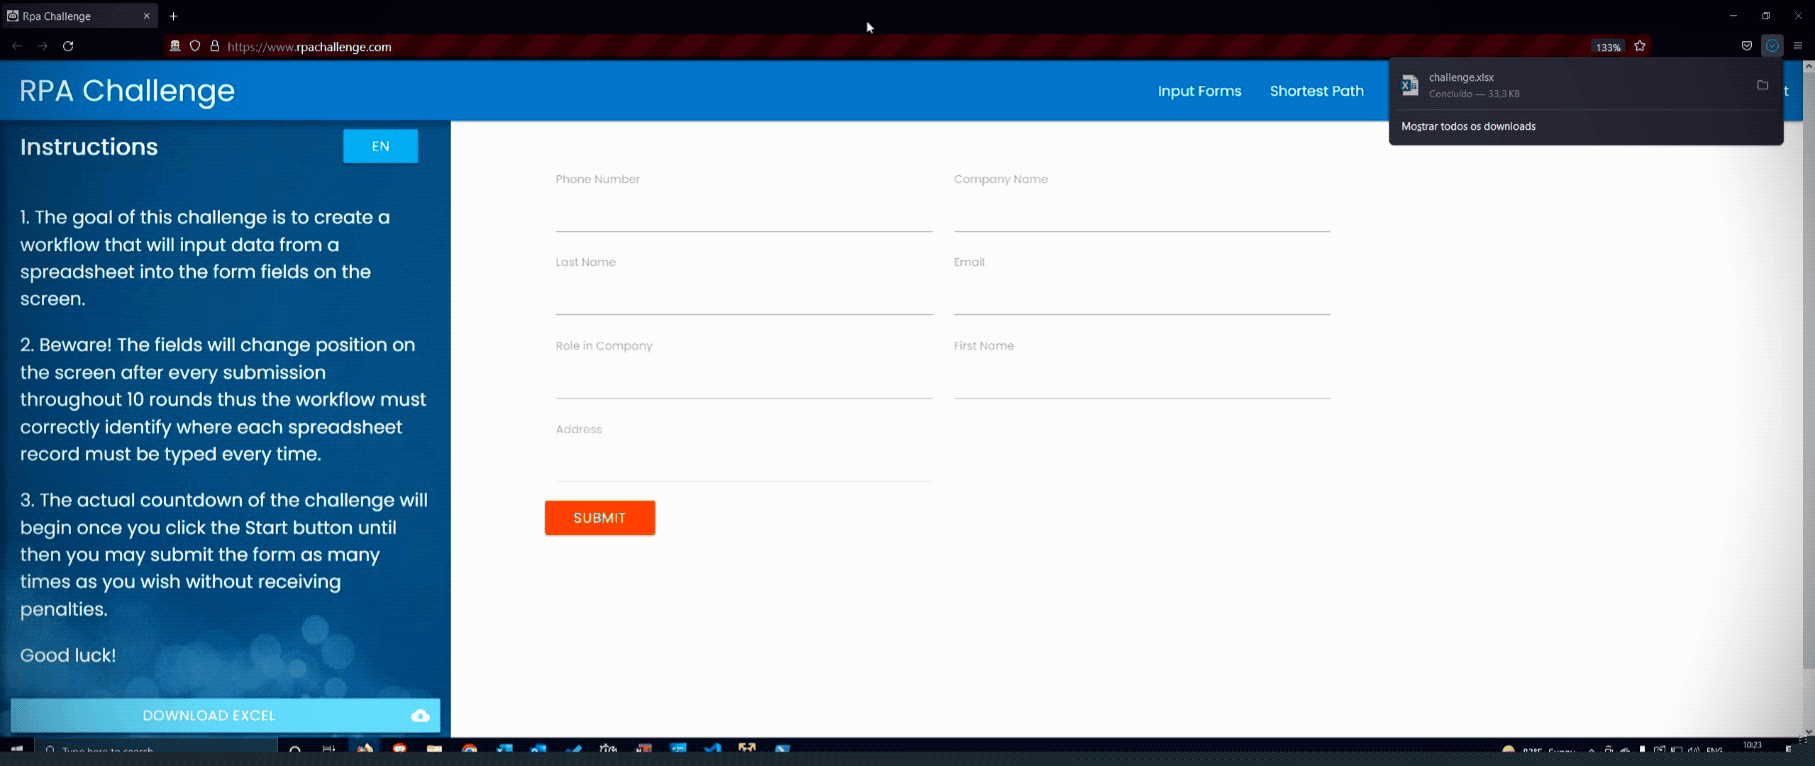 Rpa Challenge
https://www.rpachallenge.com
133%
RPA Challenge
Input Forms
Shortest Path
challenge.xlsx
Concluído — 33,3 KB
Mostrar todos os downloads
Instructions
EN
1. The goal of this challenge is to create a
workflow that will input data from a
spreadsheet into the form fields on the
screen.
2. Beware! The fields will change position on
the screen after every submission
throughout 10 rounds thus the workflow must
correctly identify where each spreadsheet
record must be typed every time.
3. The actual countdown of the challenge will
begin once you click the Start button until
then you may submit the form as many
times as you wish without receiving
penalties.
Good luck!
DOWNLOAD EXCEL
Phone Number
Company Name
Last Name
Email
Role in Company
First Name
Address
SUBMIT
Type here to search
ENG
10:23